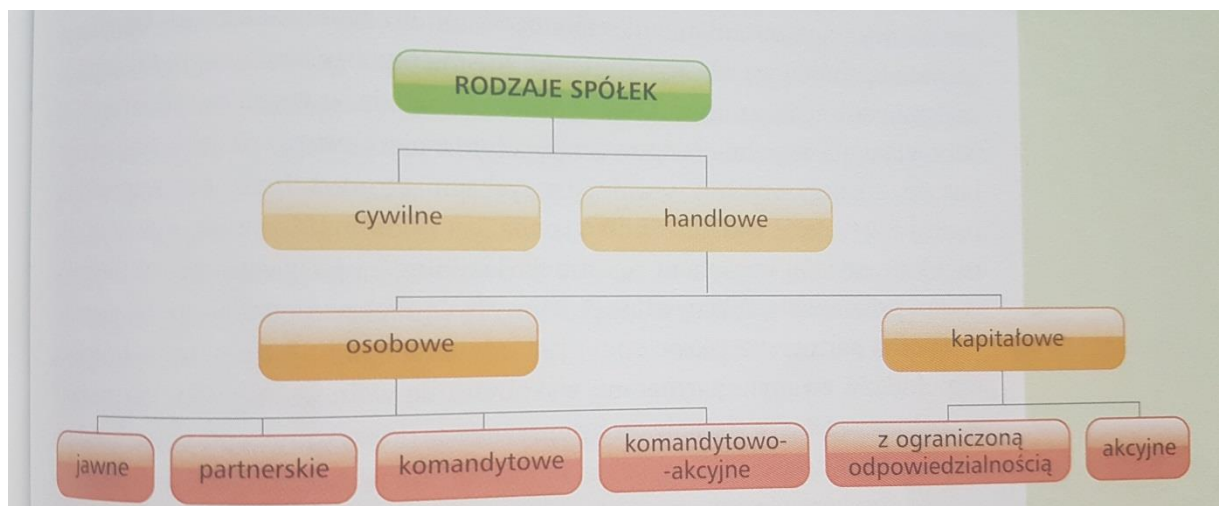 RODZAJE SPÓŁEK
cywilne
handlowe
osobowe
kapitałowe
jawne
partnerskie
komandytowe
komandytowo-
-akcyjne
z ograniczoną
odpowiedzialnością
akcyjne